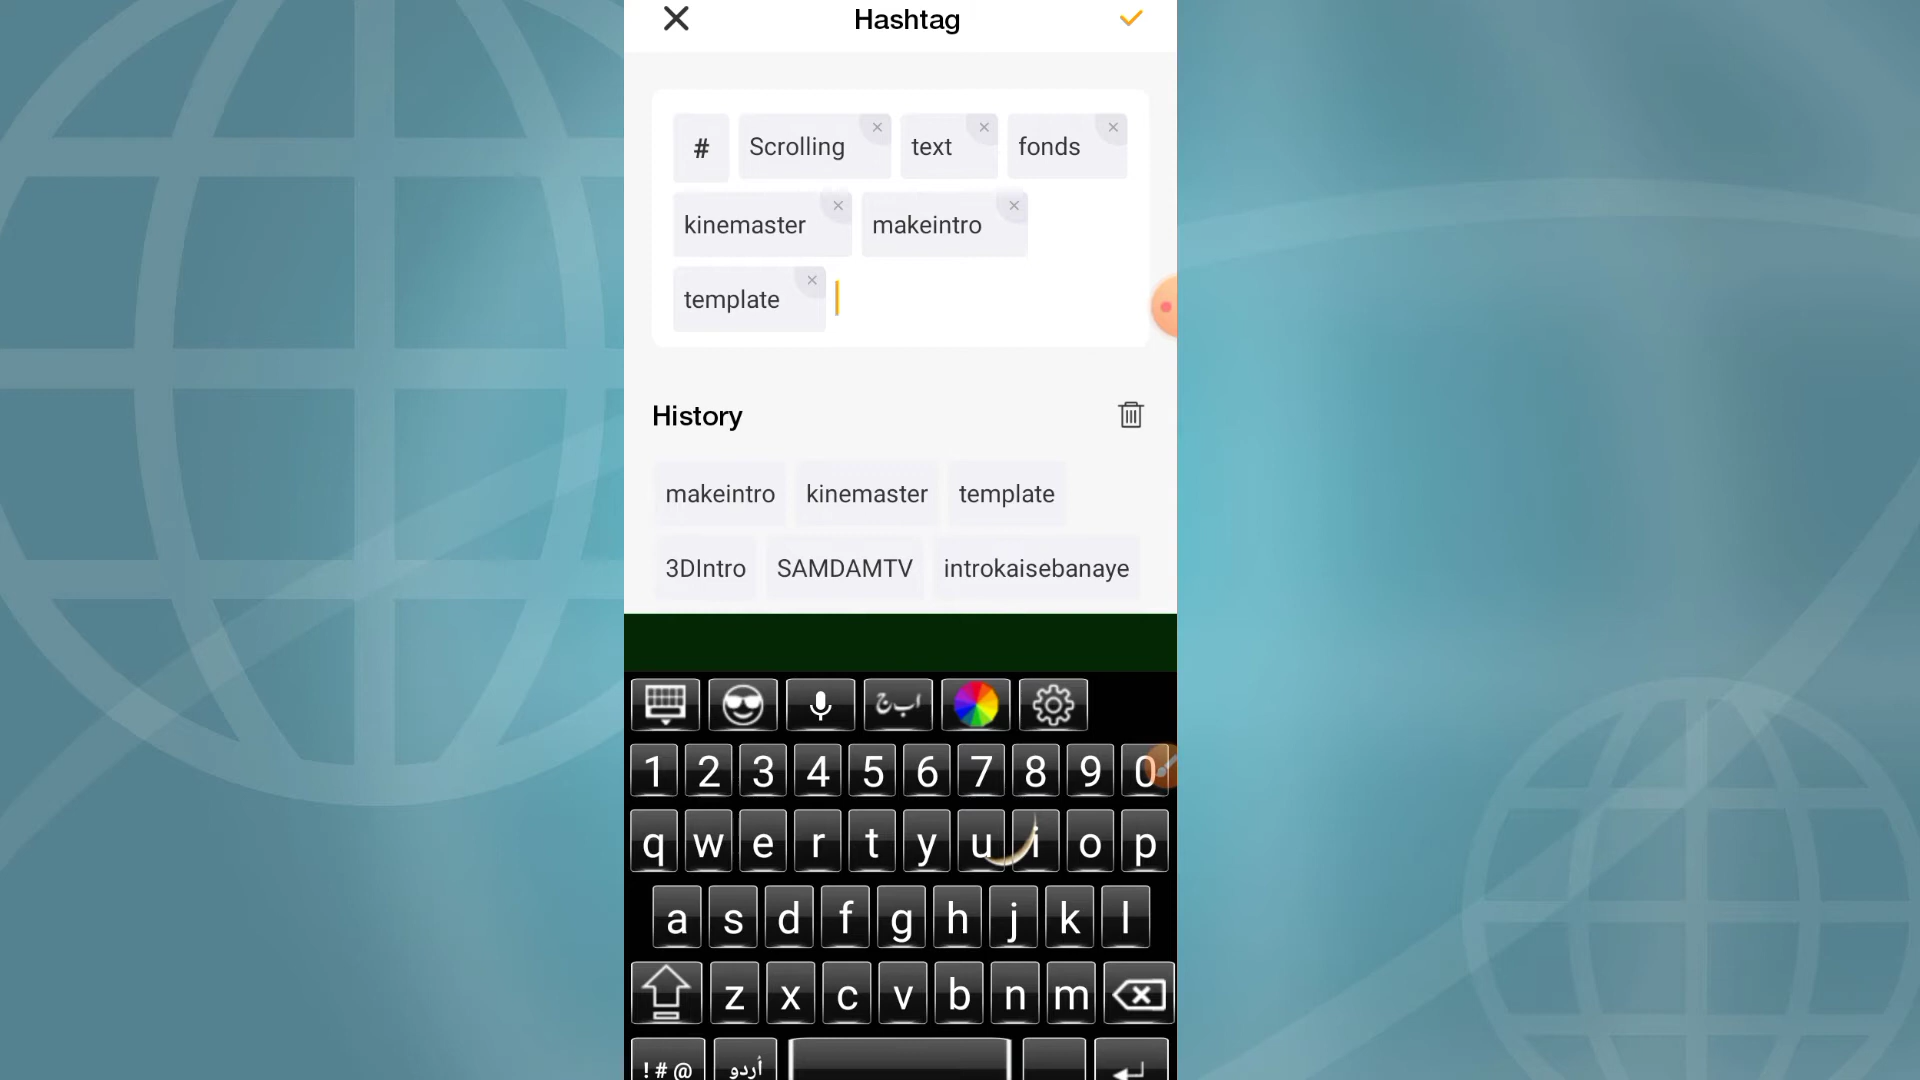 Hashtag
# Scrolling text fonds
kinemaster makeintro
template
History
makeintro kinemaster template
3DIntro SAMDAMTV introkaisebanaye
ا ب ج
1 2 3 4 5 6 7 8 9 0
q w e r t y u i o p
a s d f g h j k l
z x c v b n m
!#@ اُردو